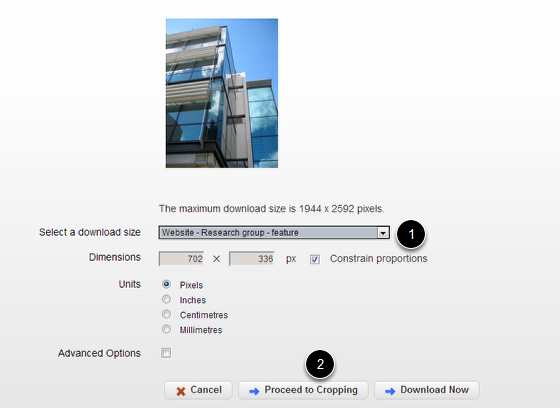 The maximum download size is 1944 x 2592 pixels.
Select a download size Website - Research group - feature 1
Dimensions 702 × 336 px Constrain proportions
Units Pixels
Inches
Centimetres
Millimetres
Advanced Options
2
Cancel Proceed to Cropping Download Now